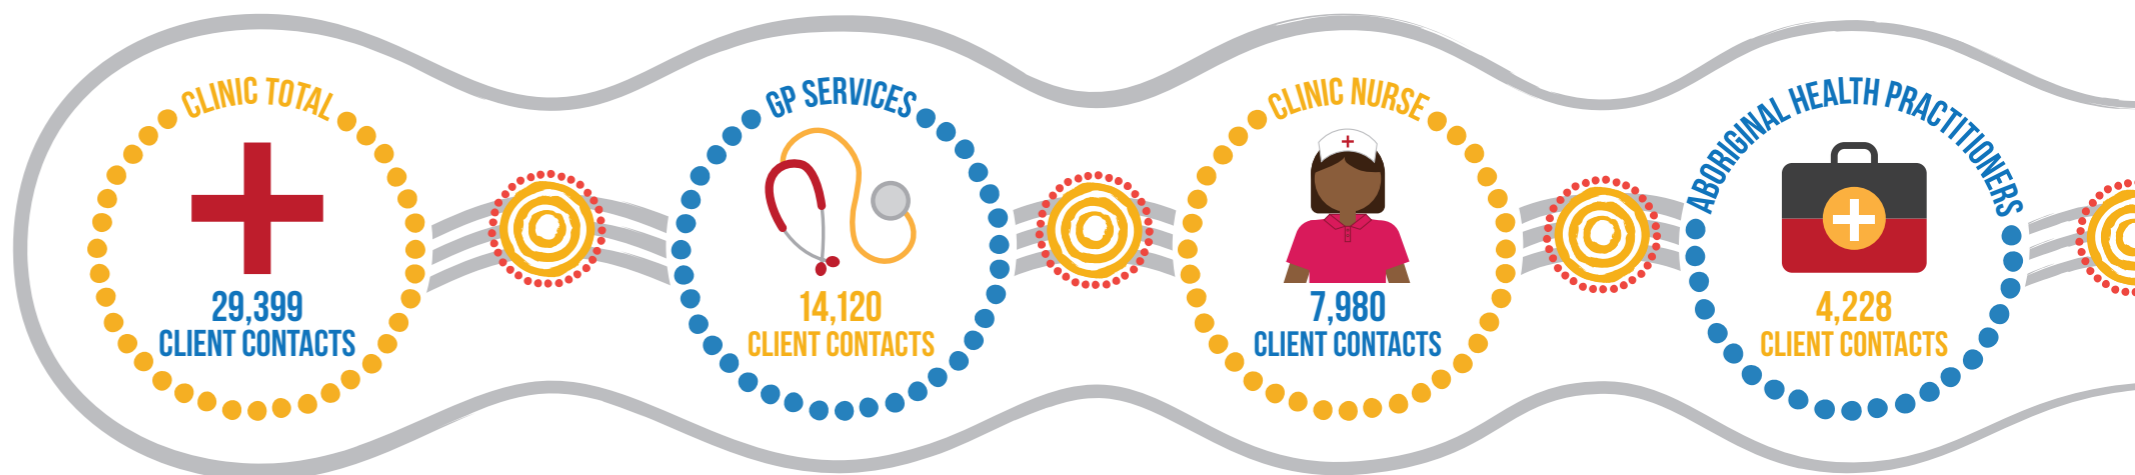 CLINIC TOTAL
29,399
CLIENT CONTACTS
GP SERVICES
14,120
CLIENT CONTACTS
CLINIC NURSE
7,980
CLIENT CONTACTS
ABORIGINAL HEALTH PRACTITIONERS
4,228
CLIENT CONTACTS